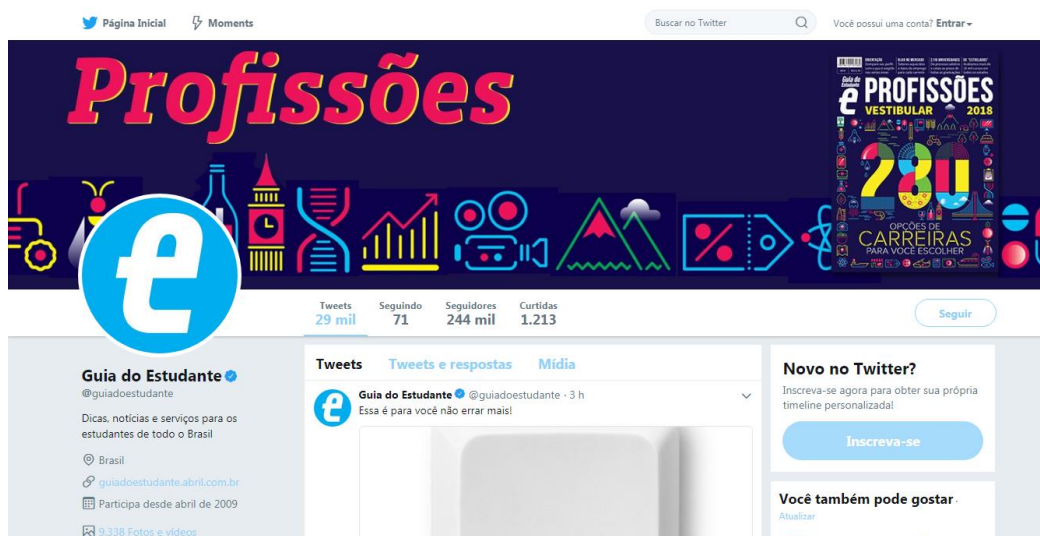 Página Inicial
Moments
Buscar no Twitter
Você possui uma conta? Entrar
Profissões
Guia do Estudante
PROFISSÕES
VESTIBULAR 2018
280
OPÇÕES DE
CARREIRAS
PARA VOCÊ ESCOLHER
e
Tweets
29 mil
Seguindo
71
Seguidores
244 mil
Curtidas
1.213
Seguir
Guia do Estudante
@guiadoestudante
Dicas, notícias e serviços para os
estudantes de todo o Brasil
Brasil
guiadoestudante.abril.com.br
Participa desde abril de 2009
9.338 Fotos e vídeos
Tweets
Tweets e respostas
Mídia
Guia do Estudante @guiadoestudante · 3 h
Essa é para você não errar mais!
Novo no Twitter?
Inscreva-se agora para obter sua própria
timeline personalizada!
Inscreva-se
Você também pode gostar
Atualizar